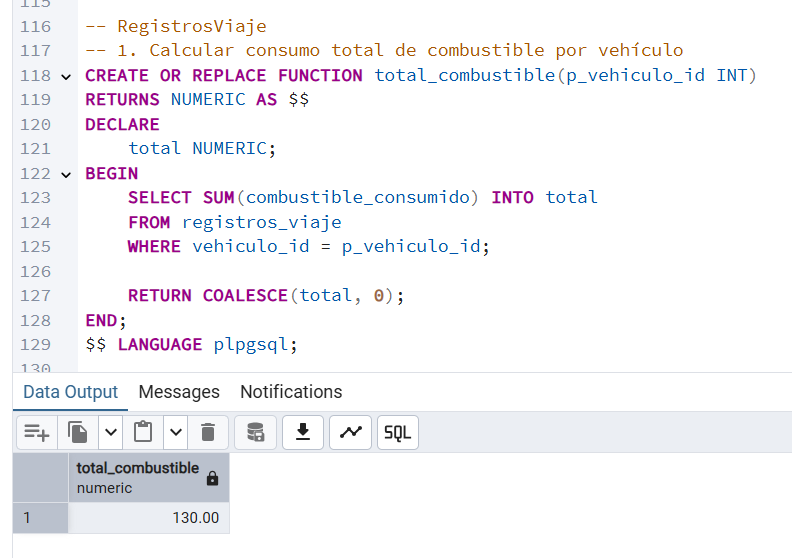 115
116 -- RegistrosViaje
117 -- 1. Calcular consumo total de combustible por vehículo
118 CREATE OR REPLACE FUNCTION total_combustible(p_vehiculo_id INT)
119 RETURNS NUMERIC AS $$
120 DECLARE
121     total NUMERIC;
122 BEGIN
123     SELECT SUM(combustible_consumido) INTO total
124     FROM registros_viaje
125     WHERE vehiculo_id = p_vehiculo_id;
126
127     RETURN COALESCE(total, 0);
128 END;
129 $$ LANGUAGE plpgsql;
130
Data Output Messages Notifications
SQL
total_combustible
numeric
1 130.00